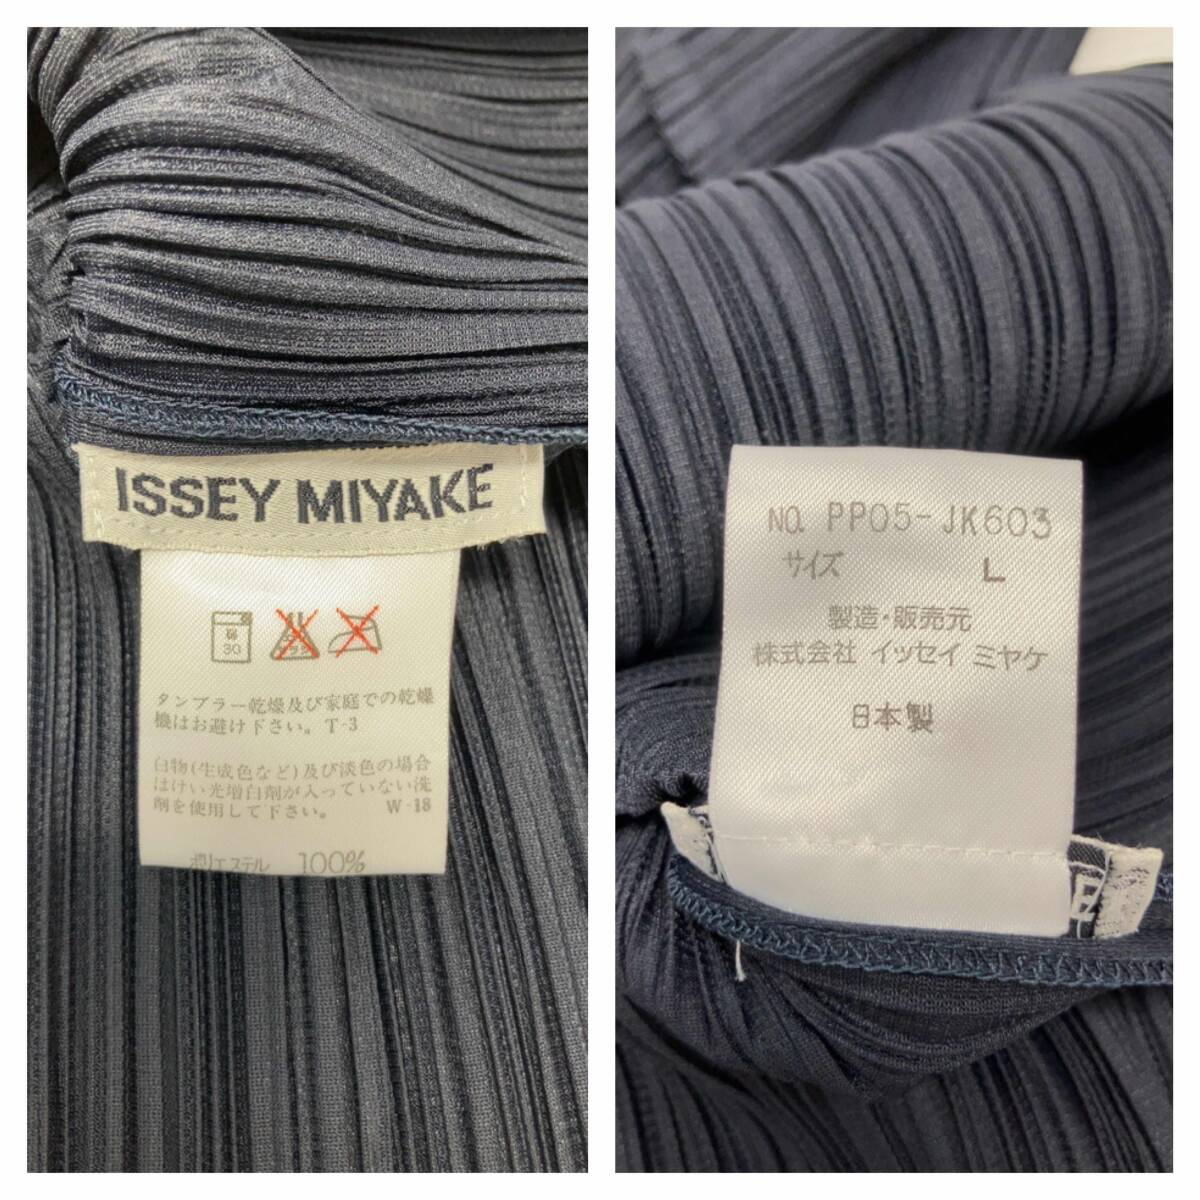 ISSEY MIYAKE
弱
30
タンブラー乾燥及び家庭での乾燥
機はお避け下さい。T-3
白物(生成色など)及び淡色の場合
はけい光増白剤が入っていない洗
剤を使用して下さい。 W-18
ポリエステル 100%
NO. PP05-JK603
サイズ L
製造・販売元
株式会社 イッセイ ミヤケ
日本製
E